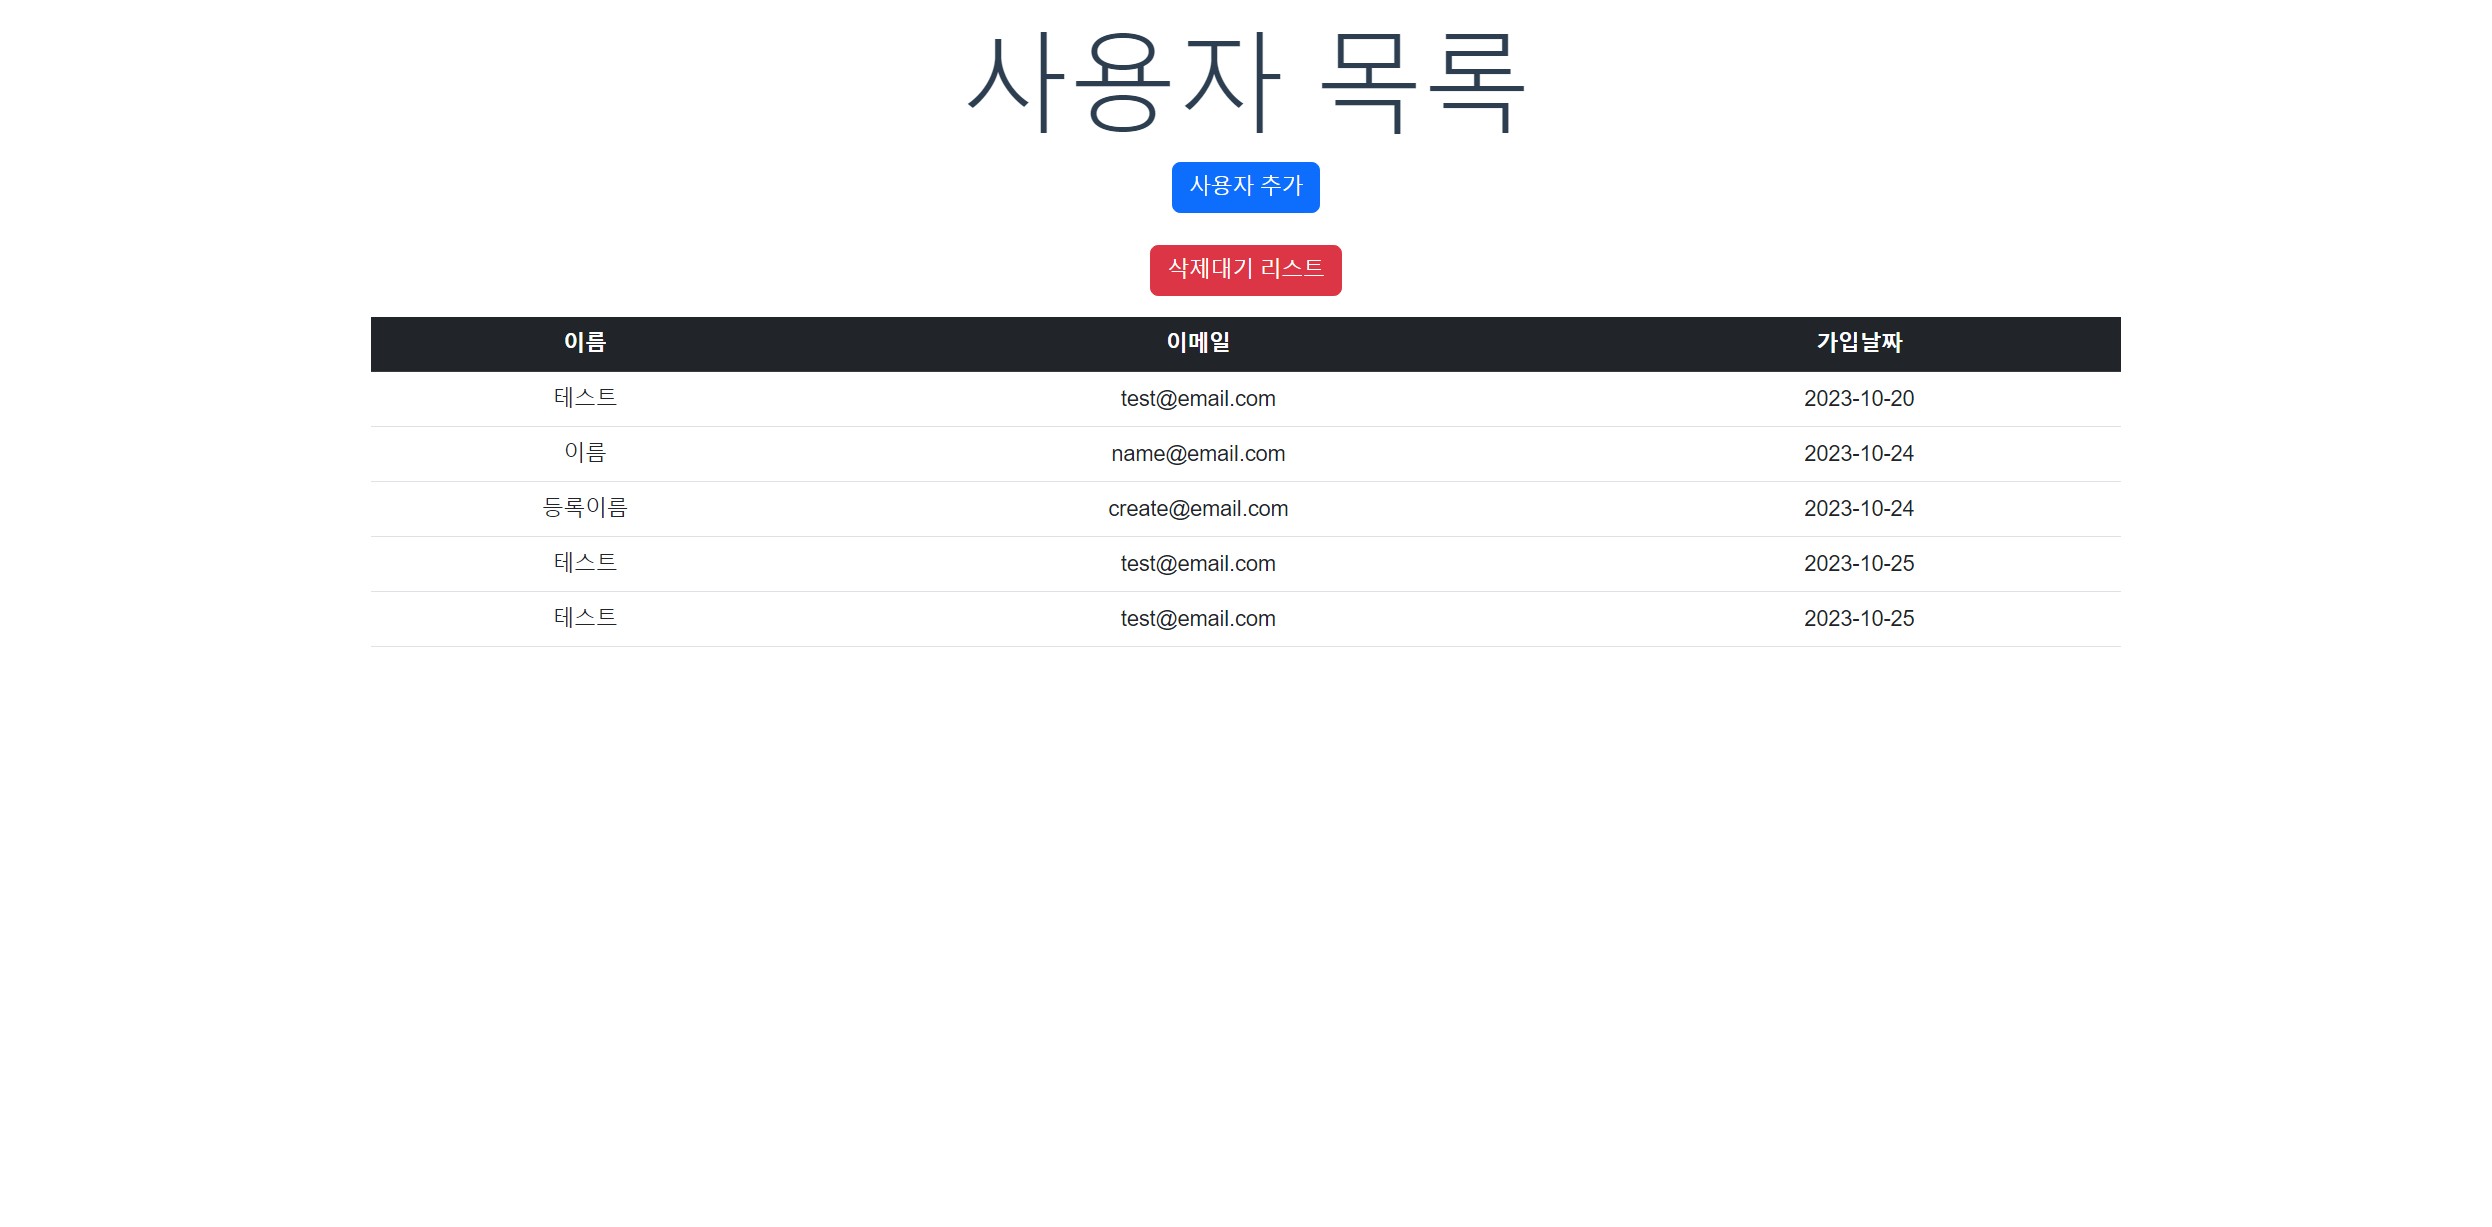 사용자 목록
사용자 추가
삭제대기 리스트
이름 이메일 가입날짜
테스트 test@email.com 2023-10-20
이름 name@email.com 2023-10-24
등록이름 create@email.com 2023-10-24
테스트 test@email.com 2023-10-25
테스트 test@email.com 2023-10-25